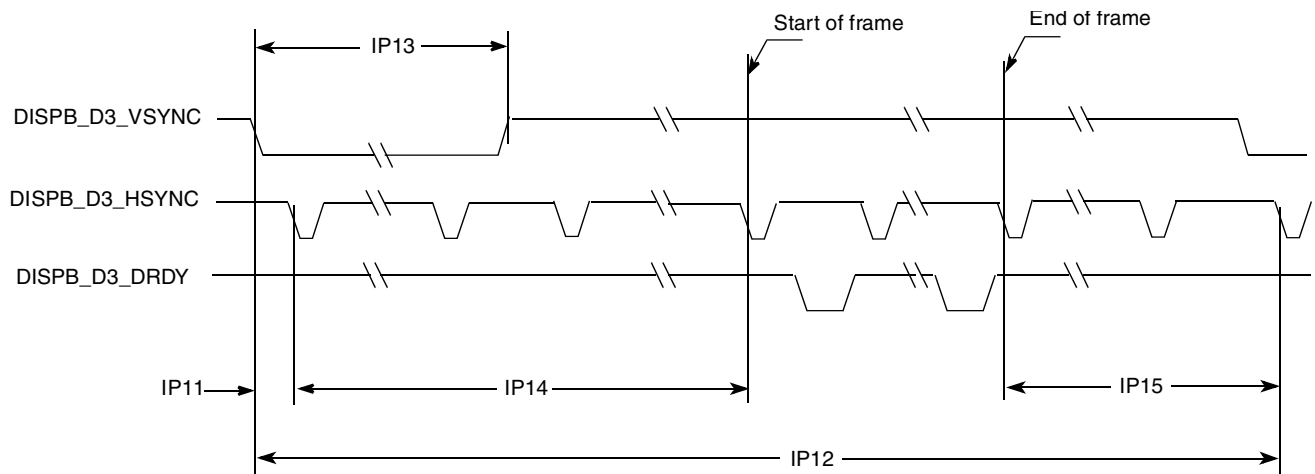 Start of frame
End of frame
IP13
DISPB_D3_VSYNC
DISPB_D3_HSYNC
DISPB_D3_DRDY
IP11
IP14
IP15
IP12